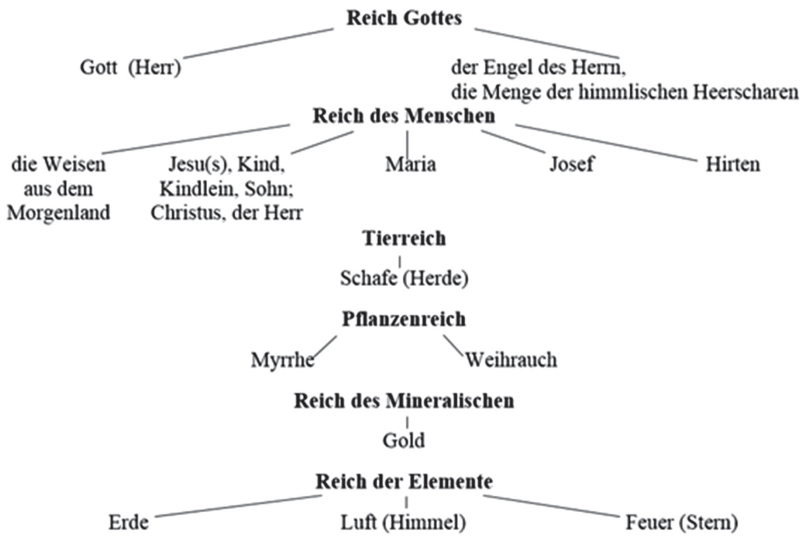 Reich Gottes
Gott (Herr)
der Engel des Herrn,
die Menge der himmlischen Heerscharen
Reich des Menschen
die Weisen
aus dem
Morgenland
Jesu(s), Kind,
Kindlein, Sohn;
Christus, der Herr
Maria
Josef
Hirten
Tierreich
Schafe (Herde)
Pflanzenreich
Myrrhe
Weihrauch
Reich des Mineralischen
Gold
Reich der Elemente
Erde
Luft (Himmel)
Feuer (Stern)